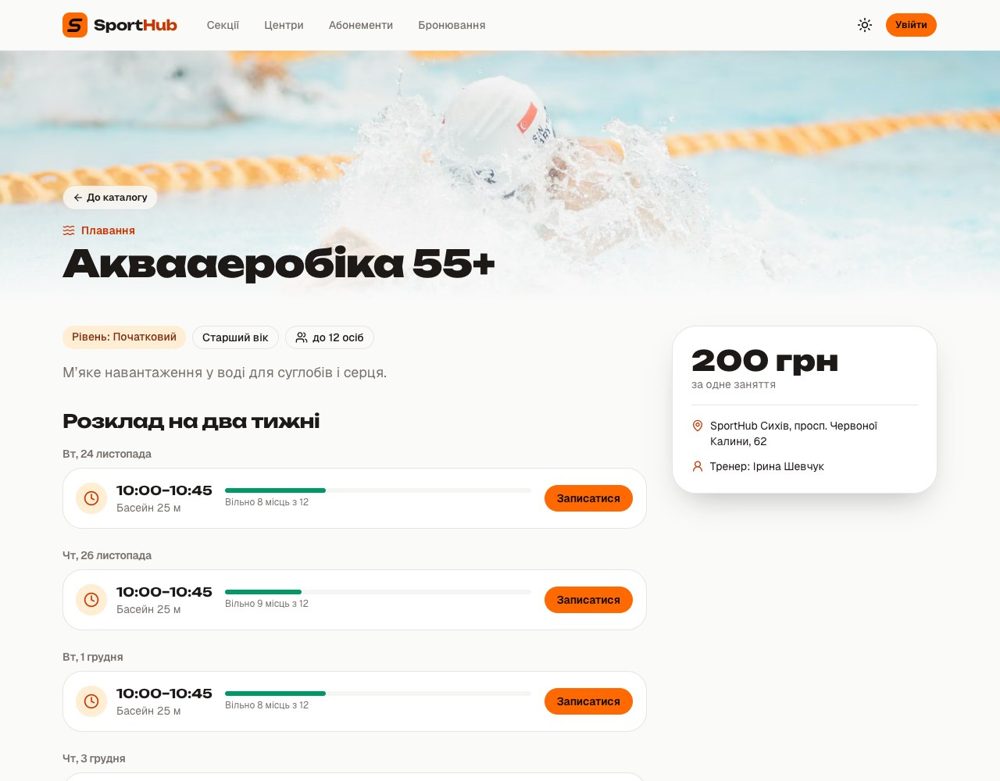 SportHub
Секції
Центри
Абонементи
Бронювання
Увійти
До каталогу
Плавання
Аквааеробіка 55+
Рівень: Початковий
Старший вік
до 12 осіб
М'яке навантаження у воді для суглобів і серця.
200 грн
за одне заняття
SportHub Сихів, просп. Червоної
Калини, 62
Тренер: Ірина Шевчук
Розклад на два тижні
Вт, 24 листопада
10:00–10:45
Басейн 25 м
Вільно 8 місць з 12
Записатися
Чт, 26 листопада
10:00–10:45
Басейн 25 м
Вільно 9 місць з 12
Записатися
Вт, 1 грудня
10:00–10:45
Басейн 25 м
Вільно 8 місць з 12
Записатися
Чт, 3 грудня